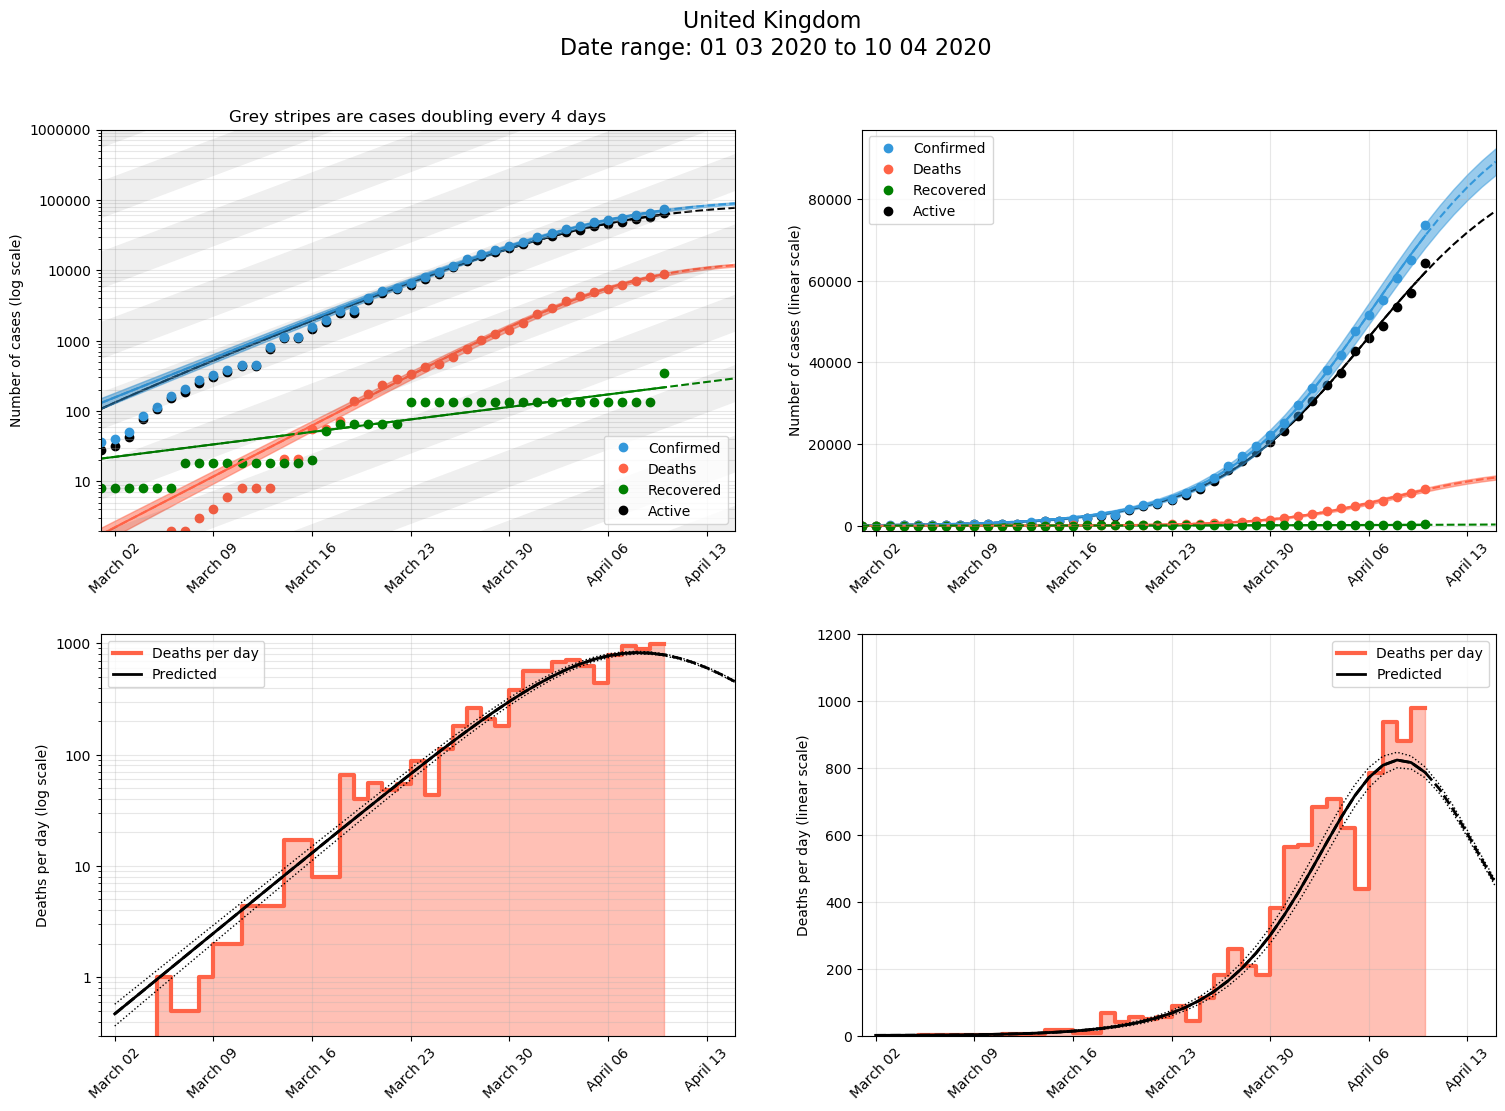 United Kingdom
Date range: 01 03 2020 to 10 04 2020
Grey stripes are cases doubling every 4 days
Number of cases (log scale)
1000000
100000
10000
1000
100
10
Confirmed
Deaths
Recovered
Active
March 02
March 09
March 16
March 23
March 30
April 06
April 13
Number of cases (linear scale)
80000
60000
40000
20000
0
Confirmed
Deaths
Recovered
Active
March 02
March 09
March 16
March 23
March 30
April 06
April 13
Deaths per day (log scale)
1000
100
10
1
Deaths per day
Predicted
March 02
March 09
March 16
March 23
March 30
April 06
April 13
Deaths per day (linear scale)
1200
1000
800
600
400
200
0
Deaths per day
Predicted
March 02
March 09
March 16
March 23
March 30
April 06
April 13